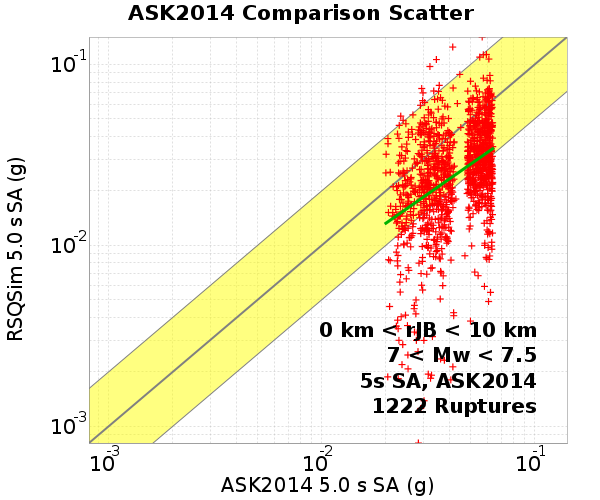 ASK2014 Comparison Scatter
RSQSim 5.0 s SA (g)
10-1
10-2
10-3
0 km < rJB < 10 km
7 < Mw < 7.5
5s SA, ASK2014
1222 Ruptures
10-3 10-2 10-1
ASK2014 5.0 s SA (g)